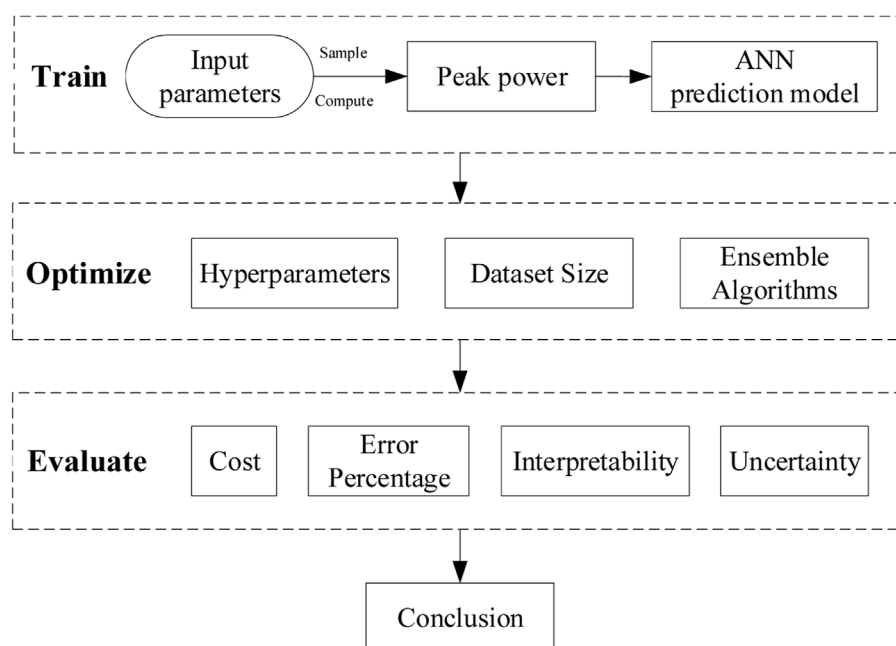 Train
Input
parameters
Sample
Compute
Peak power
ANN
prediction model
Optimize
Hyperparameters
Dataset Size
Ensemble
Algorithms
Evaluate
Cost
Error
Percentage
Interpretability
Uncertainty
Conclusion